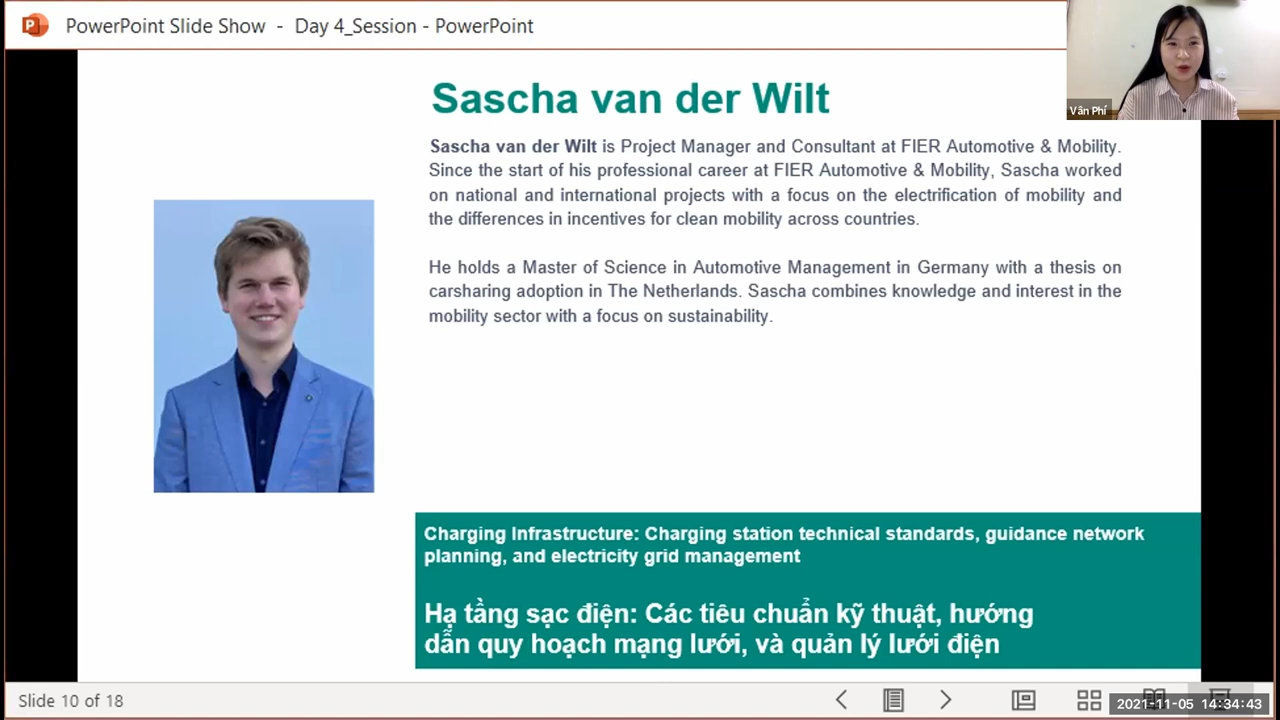 PowerPoint Slide Show - Day 4_Session - PowerPoint
Vân Phí
Sascha van der Wilt
Sascha van der Wilt is Project Manager and Consultant at FIER Automotive & Mobility.
Since the start of his professional career at FIER Automotive & Mobility, Sascha worked
on national and international projects with a focus on the electrification of mobility and
the differences in incentives for clean mobility across countries.
He holds a Master of Science in Automotive Management in Germany with a thesis on
carsharing adoption in The Netherlands. Sascha combines knowledge and interest in the
mobility sector with a focus on sustainability.
Charging Infrastructure: Charging station technical standards, guidance network
planning, and electricity grid management
Hạ tầng sạc điện: Các tiêu chuẩn kỹ thuật, hướng
dẫn quy hoạch mạng lưới, và quản lý lưới điện
Slide 10 of 18
2021-11-05 14:34:43